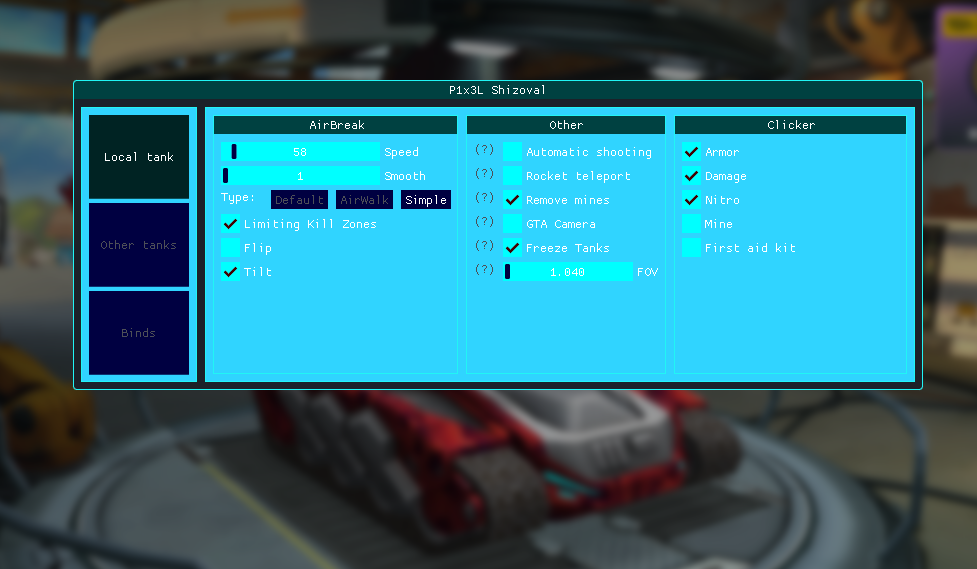 P1x3L Shizoval
Local tank
Other tanks
Binds
AirBreak
58 Speed
1 Smooth
Type: Default AirWalk Simple
Limiting Kill Zones
Flip
Tilt
Other
(?) Automatic shooting
(?) Rocket teleport
(?) Remove mines
(?) GTA Camera
(?) Freeze Tanks
(?) 1.040 FOV
Clicker
Armor
Damage
Nitro
Mine
First aid kit